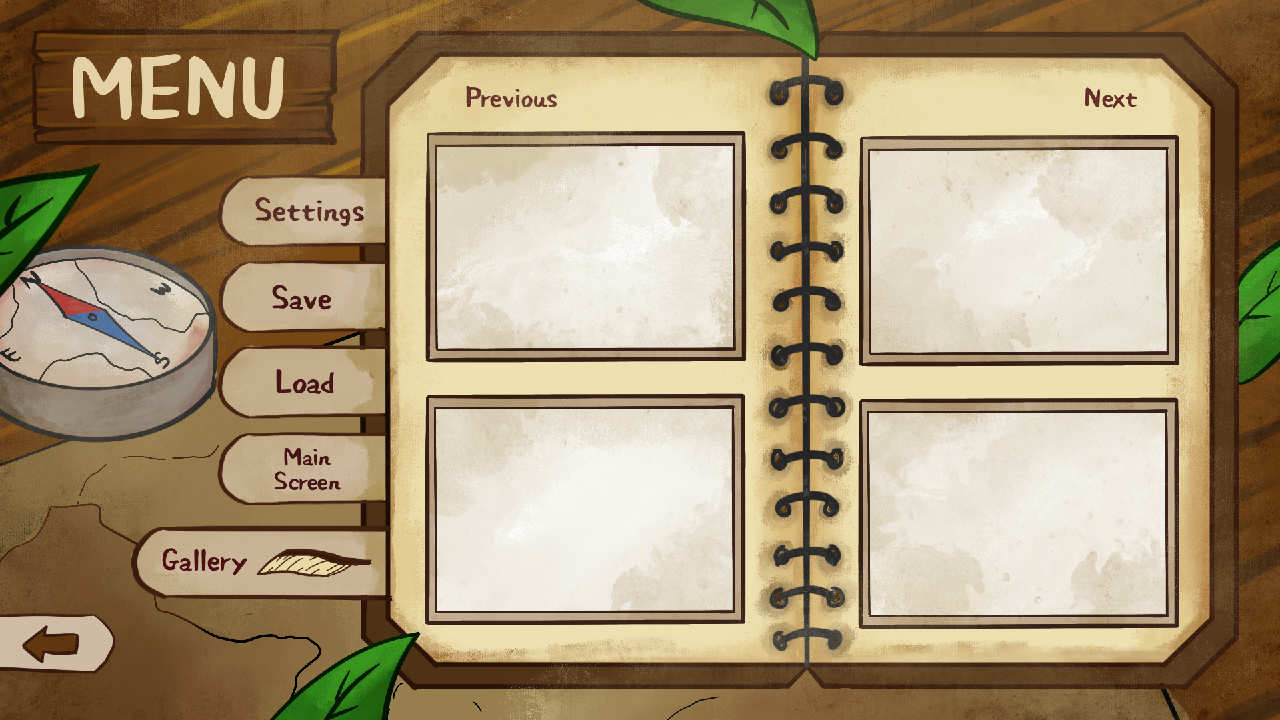 MENU
Previous
Next
Settings
Save
Load
Main
Screen
Gallery
N
W
E
S